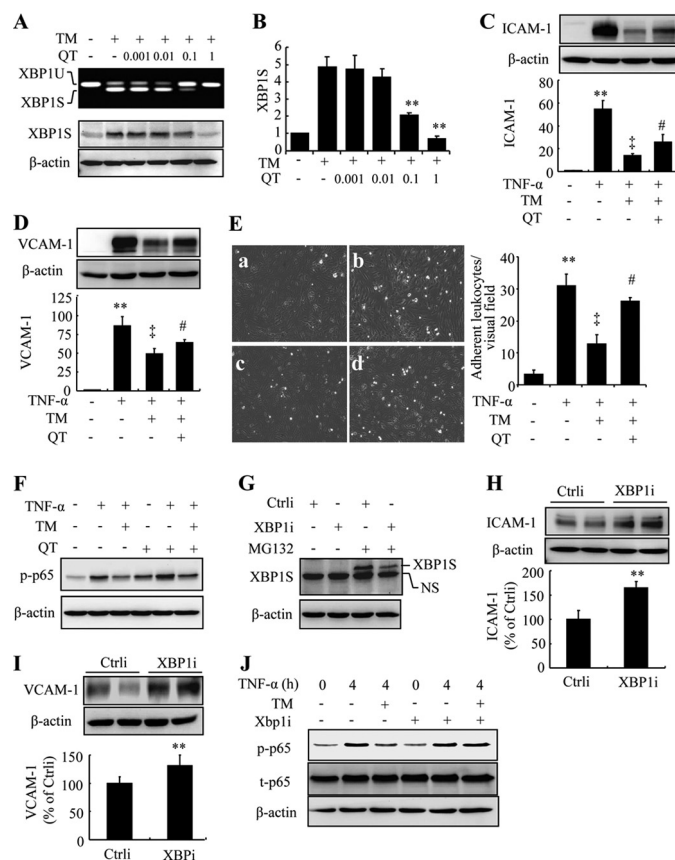 A
TM - + + + + +
QT - - 0.001 0.01 0.1 1
XBP1U
XBP1S
XBP1S
β-actin
B
XBP1S
6
5
4
3
2
1
0
** **
TM - + + + + +
QT - - 0.001 0.01 0.1 1
C
ICAM-1
β-actin
ICAM-1
80
60
40
20
0
** ‡ #
TNF-α - + + +
TM - - + +
QT - - - +
D
VCAM-1
β-actin
VCAM-1
125
100
75
50
25
0
** ‡ #
TNF-α - + + +
TM - - + +
QT - - - +
E
a b
c d
Adherent leukocytes/
visual field
40
30
20
10
0
** ‡ #
TNF-α - + + +
TM - - + +
QT - - - +
F
TNF-α - + + - + +
TM - - + - - +
QT - - - + + +
p-p65
β-actin
G
Ctrli + - + -
XBP1i - + - +
MG132 - - + +
XBP1S
XBP1S
NS
β-actin
H
Ctrli XBP1i
ICAM-1
β-actin
ICAM-1
(% of Ctrli)
200
150
100
50
0
**
Ctrli XBP1i
I
Ctrli XBP1i
VCAM-1
β-actin
VCAM-1
(% of Ctrli)
150
100
50
0
**
Ctrli XBPi
J
TNF-α (h) 0 4 4 0 4 4
TM - - + - - +
Xbp1i - - - + + +
p-p65
t-p65
β-actin